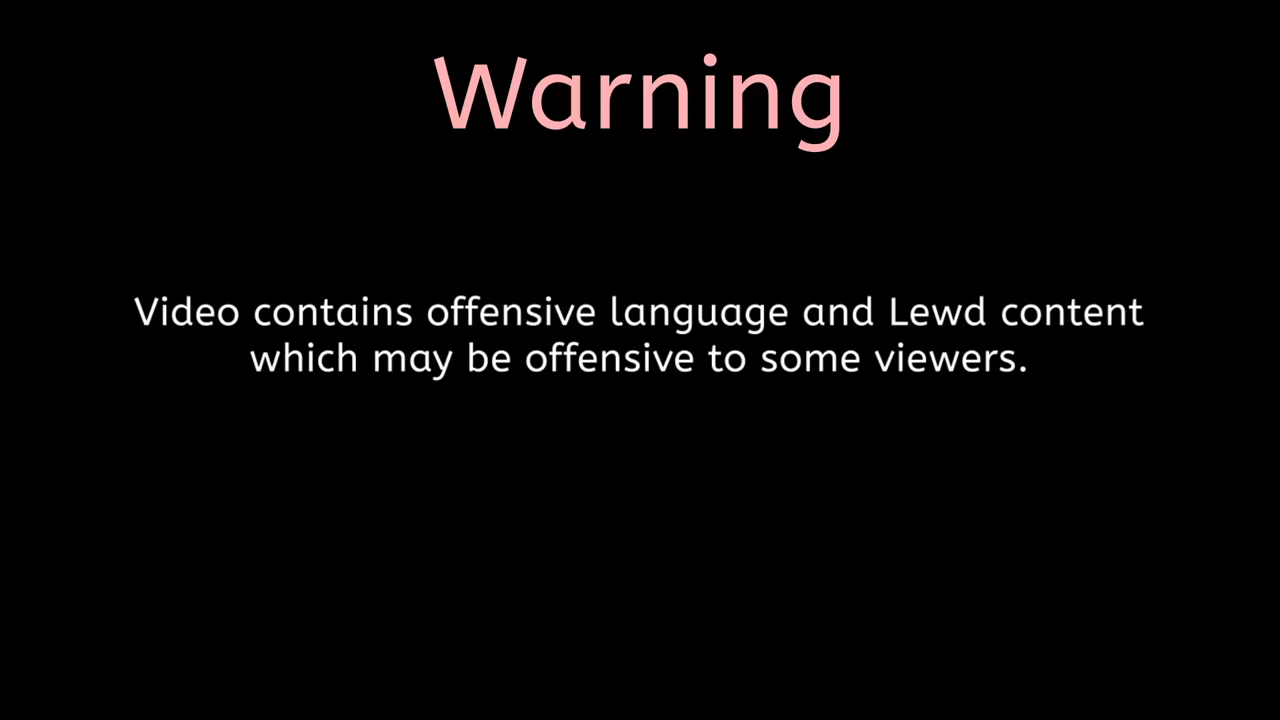 Warning
Video contains offensive language and Lewd content
which may be offensive to some viewers.